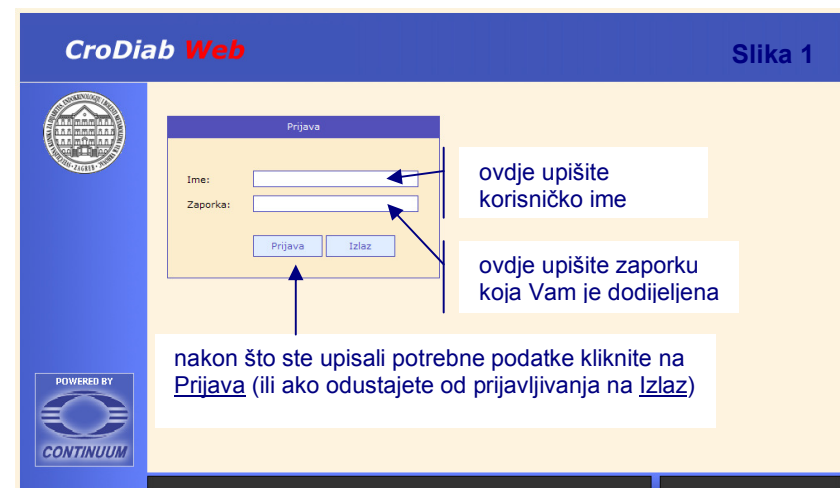 CroDiab Web
Slika 1
Prijava
Ime:
ovdje upišite
korisničko ime
Zaporka:
Prijava
Izlaz
ovdje upišite zaporku
koja Vam je dodijeljena
nakon što ste upisali potrebne podatke kliknite na
Prijava (ili ako odustajete od prijavljivanja na Izlaz)
POWERED BY
CONTINUUM